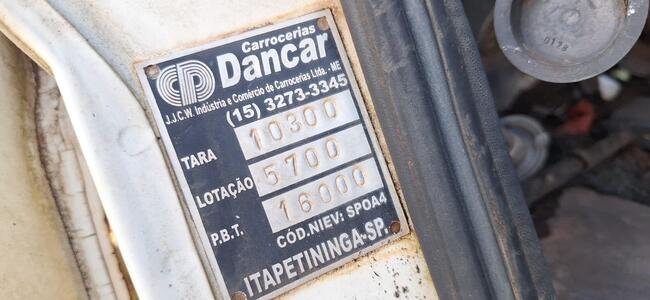 Carrocerias
Dancar
J.J.C.W. Indústria e Comércio de Carrocerias Ltda. - ME
(15) 3273-3345
TARA 10300
LOTAÇÃO 5700
P.B.T. 16000
CÓD.NIEV: SPOA4
ITAPETININGA-SP.
0178